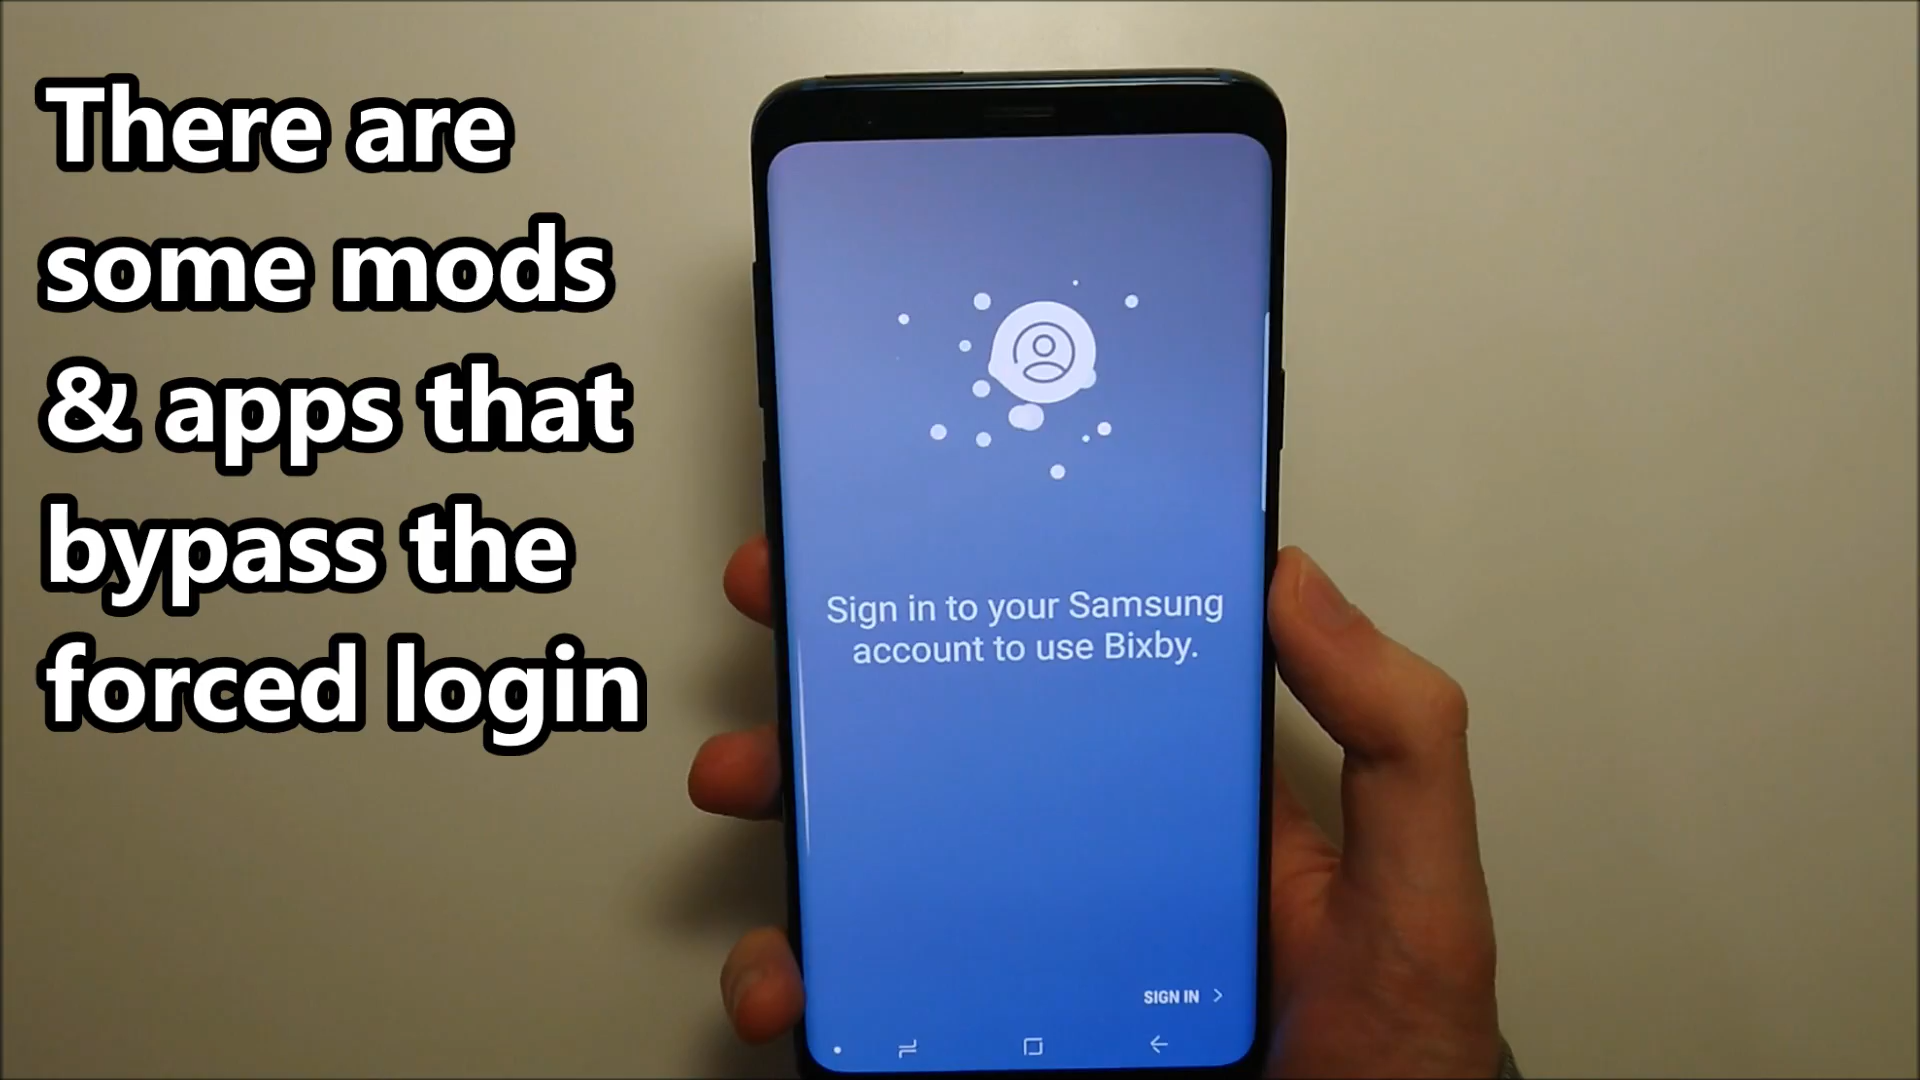 There are
some mods
& apps that
bypass the
forced login
Sign in to your Samsung
account to use Bixby.
SIGN IN